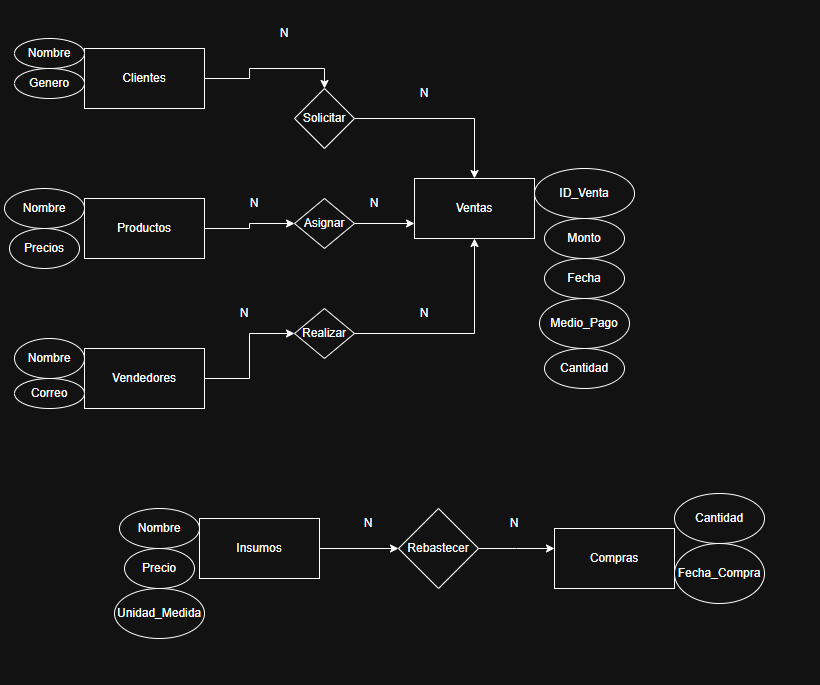 N
Nombre
Genero
Clientes
N
Solicitar
Nombre
Precios
Productos
N
Asignar
N
Ventas
ID_Venta
Monto
Fecha
Medio_Pago
Cantidad
N
Realizar
N
Nombre
Correo
Vendedores
Nombre
Precio
Unidad_Medida
Insumos
N
Rebastecer
N
Compras
Cantidad
Fecha_Compra